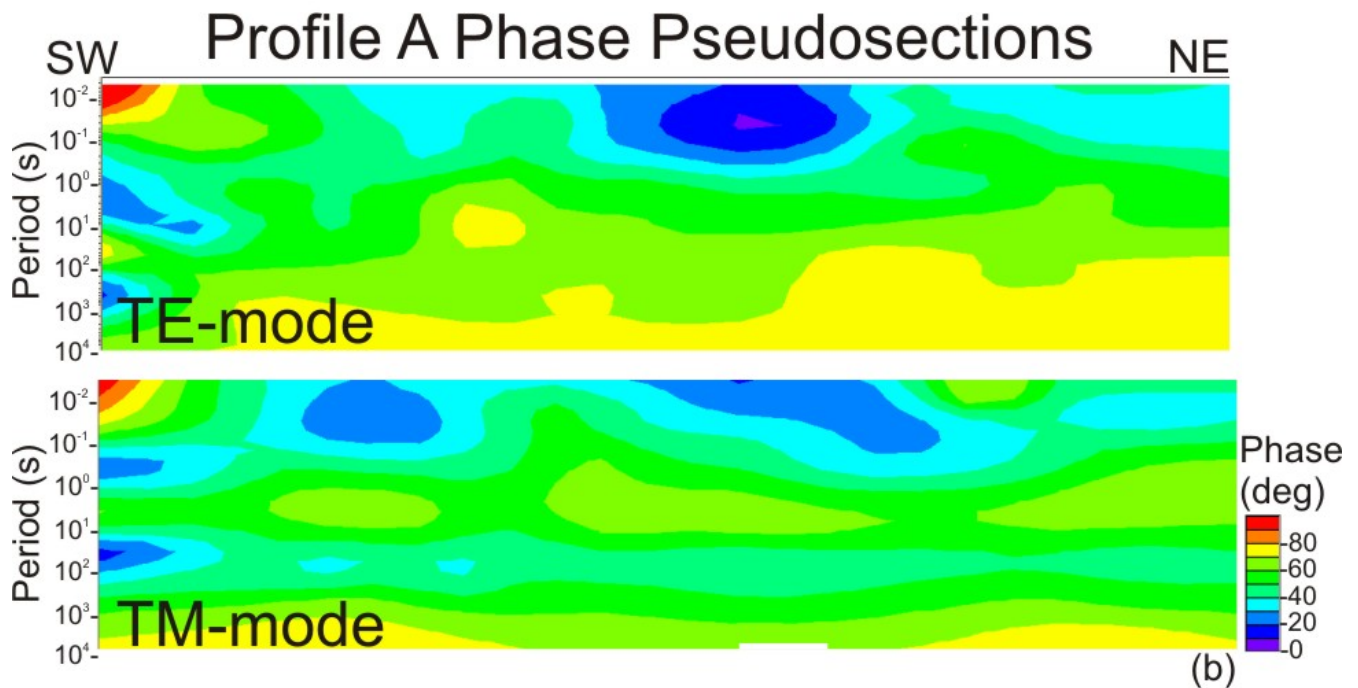 Profile A Phase Pseudosections
SW
NE
10-2
10-1
100
101
102
103
104
Period (s)
TE-mode
10-2
10-1
100
101
102
103
104
Period (s)
TM-mode
Phase
(deg)
80
60
40
20
0
(b)